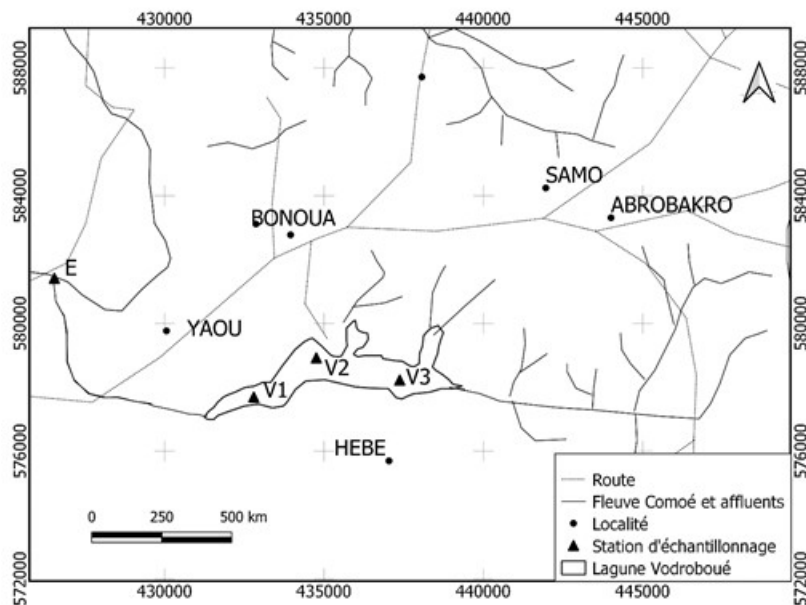 430000 435000 440000 445000
588000 588000
584000 584000
580000 580000
576000 576000
572000 572000
SAMO
ABROBAKRO
BONOUA
E
YAOU
V2
V3
V1
HEBE
0 250 500 km
Route
Fleuve Comoé et affluents
Localité
Station d'échantillonnage
Lagune Vodroboué
430000 435000 440000 445000